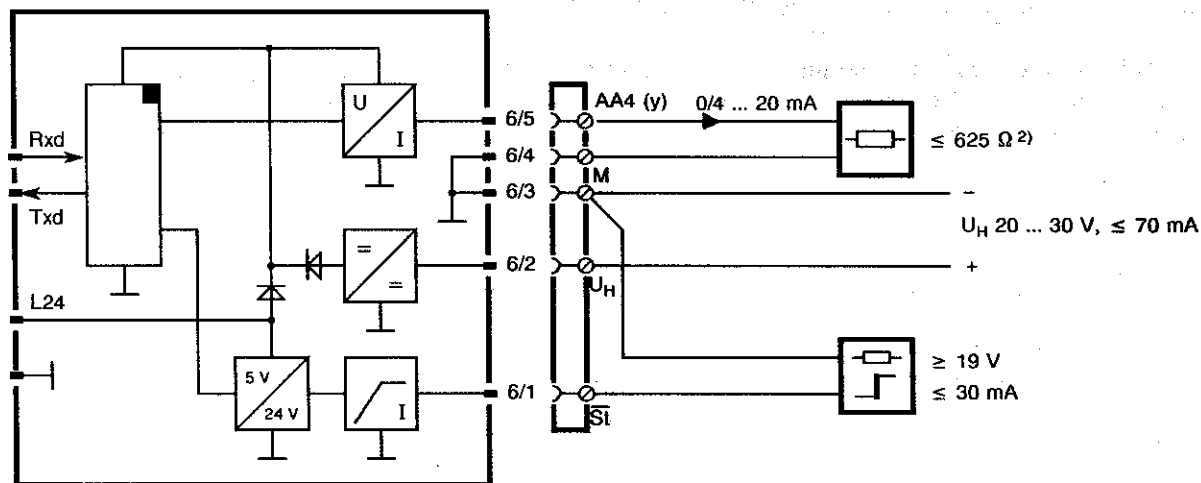 U
I
Rxd
Txd
L24
5 V
24 V
I
6/5
6/4
6/3
6/2
6/1
AA4 (y)
0/4 ... 20 mA
≤ 625 Ω 2)
M
–
U_H 20 ... 30 V, ≤ 70 mA
+
U_H
≥ 19 V
≤ 30 mA
S̅t̅